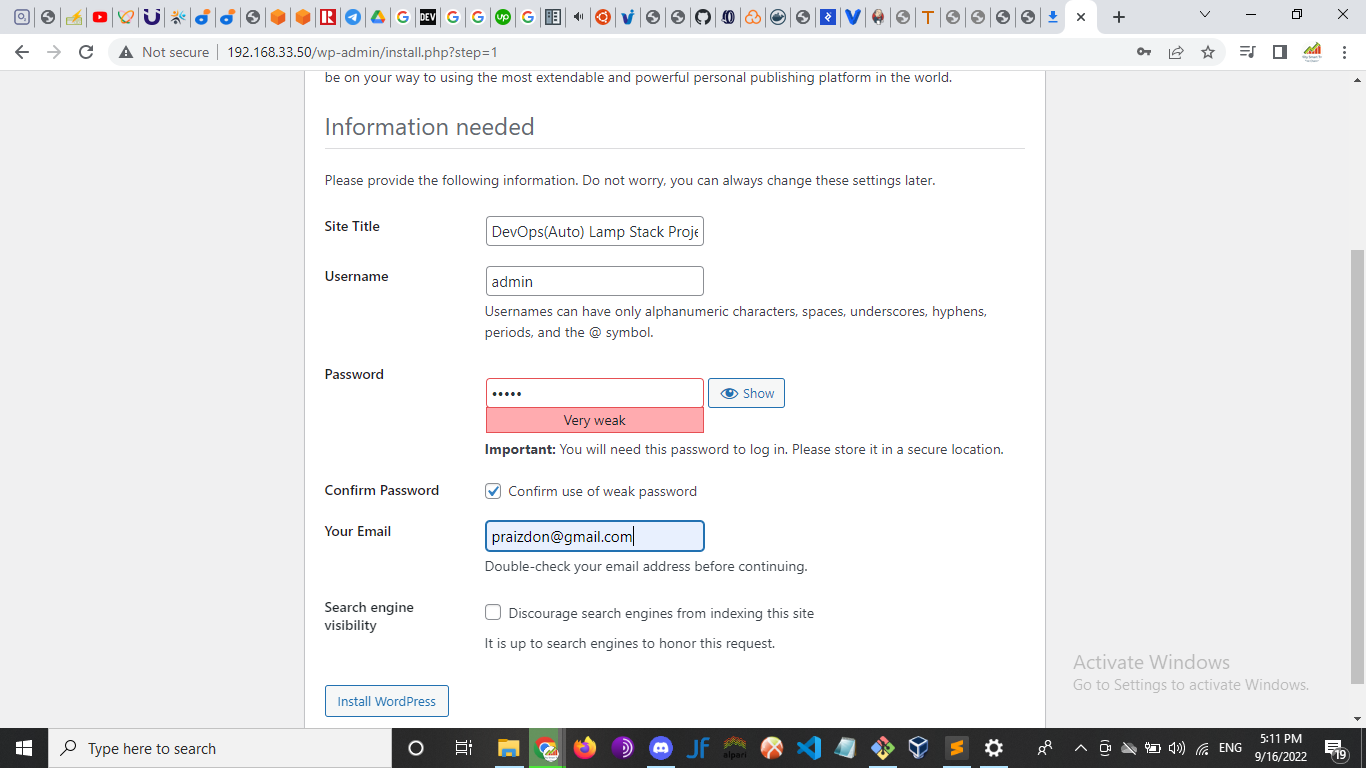 Not secure
192.168.33.50/wp-admin/install.php?step=1
be on your way to using the most extendable and powerful personal publishing platform in the world.
Information needed
Please provide the following information. Do not worry, you can always change these settings later.
Site Title
DevOps(Auto) Lamp Stack Proje
Username
admin
Usernames can have only alphanumeric characters, spaces, underscores, hyphens,
periods, and the @ symbol.
Password
•••••
Show
Very weak
Important: You will need this password to log in. Please store it in a secure location.
Confirm Password
Confirm use of weak password
Your Email
praizdon@gmail.com
Double-check your email address before continuing.
Search engine
visibility
Discourage search engines from indexing this site
It is up to search engines to honor this request.
Install WordPress
Activate Windows
Go to Settings to activate Windows.
Type here to search
ENG
5:11 PM
9/16/2022
19